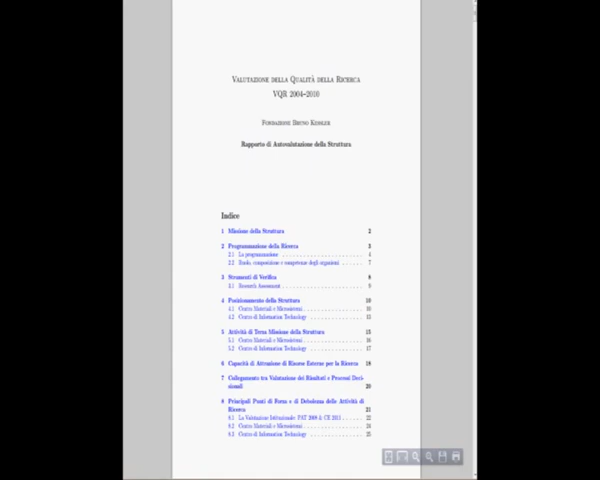 Valutazione della Qualità della Ricerca
VQR 2004–2010
Fondazione Bruno Kessler
Rapporto di Autovalutazione della Struttura
Indice
1 Missione della Struttura 2
2 Programmazione della Ricerca 3
2.1 La programmazione 4
2.2 Ruolo, composizione e competenze degli organismi 7
3 Strumenti di Verifica 8
3.1 Research Assessment 9
4 Posizionamento della Struttura 10
4.1 Centro Materiali e Microsistemi 10
4.2 Centro di Information Technology 13
5 Attività di Terza Missione della Struttura 15
5.1 Centro Materiali e Microsistemi 16
5.2 Centro di Information Technology 17
6 Capacità di Attrazione di Risorse Esterne per la Ricerca 18
7 Collegamento tra Valutazione dei Risultati e Processi Deci-
sionali 20
8 Principali Punti di Forza e di Debolezza delle Attività di
Ricerca 21
8.1 La Valutazione Istituzionale: PAT 2009 & CE 2011 22
8.2 Centro Materiali e Microsistemi 24
8.3 Centro di Information Technology 25